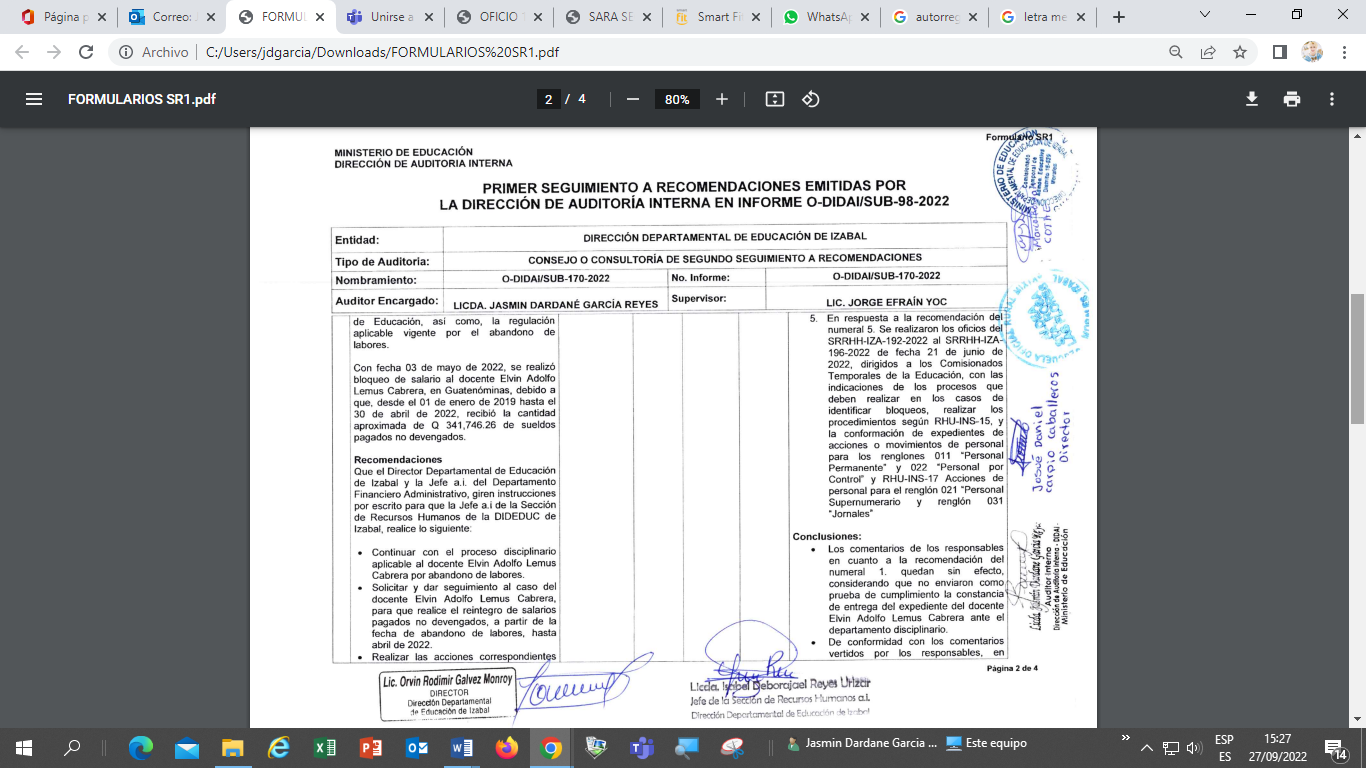 Página p
Correo: J
FORMUL
Unirse a
OFICIO
SARA SE
Smart Fi
WhatsAp
autorreg
letra me
Archivo
C:/Users/jdgarcia/Downloads/FORMULARIOS%20SR1.pdf
FORMULARIOS SR1.pdf
2 / 4
80%
Formulario SR1
MINISTERIO DE EDUCACIÓN
DIRECCIÓN DE AUDITORIA INTERNA
PRIMER SEGUIMIENTO A RECOMENDACIONES EMITIDAS POR
LA DIRECCIÓN DE AUDITORÍA INTERNA EN INFORME O-DIDAI/SUB-98-2022
Entidad: DIRECCIÓN DEPARTAMENTAL DE EDUCACIÓN DE IZABAL
Tipo de Auditoria: CONSEJO O CONSULTORÍA DE SEGUNDO SEGUIMIENTO A RECOMENDACIONES
Nombramiento: O-DIDAI/SUB-170-2022 No. Informe: O-DIDAI/SUB-170-2022
Auditor Encargado: LICDA. JASMIN DARDANÉ GARCÍA REYES Supervisor: LIC. JORGE EFRAÍN YOC
de Educación, así como, la regulación
aplicable vigente por el abandono de
labores.
Con fecha 03 de mayo de 2022, se realizó
bloqueo de salario al docente Elvin Adolfo
Lemus Cabrera, en Guatenóminas, debido a
que, desde el 01 de enero de 2019 hasta el
30 de abril de 2022, recibió la cantidad
aproximada de Q 341,746.26 de sueldos
pagados no devengados.
Recomendaciones
Que el Director Departamental de Educación
de Izabal y la Jefe a.i. del Departamento
Financiero Administrativo, giren instrucciones
por escrito para que la Jefe a.i de la Sección
de Recursos Humanos de la DIDEDUC de
Izabal, realice lo siguiente:
• Continuar con el proceso disciplinario
aplicable al docente Elvin Adolfo Lemus
Cabrera por abandono de labores.
• Solicitar y dar seguimiento al caso del
docente Elvin Adolfo Lemus Cabrera,
para que realice el reintegro de salarios
pagados no devengados, a partir de la
fecha de abandono de labores, hasta
abril de 2022.
• Realizar las acciones correspondientes
5. En respuesta a la recomendación del
numeral 5. Se realizaron los oficios del
SRRHH-IZA-192-2022 al SRRHH-IZA-
196-2022 de fecha 21 de junio de
2022, dirigidos a los Comisionados
Temporales de la Educación, con las
indicaciones de los procesos que
deben realizar en los casos de
identificar bloqueos, realizar los
procedimientos según RHU-INS-15, y
la conformación de expedientes de
acciones o movimientos de personal
para los renglones 011 "Personal
Permanente" y 022 "Personal por
Control" y RHU-INS-17 Acciones de
personal para el renglón 021 "Personal
Supernumerario y renglón 031
"Jornales"
Conclusiones:
• Los comentarios de los responsables
en cuanto a la recomendación del
numeral 1. quedan sin efecto,
considerando que no enviaron como
prueba de cumplimiento la constancia
de entrega del expediente del docente
Elvin Adolfo Lemus Cabrera ante el
departamento disciplinario.
• De conformidad con los comentarios
vertidos por los responsables, en
Página 2 de 4
MINISTERIO DE EDUCACIÓN
Josué Daniel
carpio caballeros
Director
Auditor Interno
Dirección de Auditoría Interna - DIDAI -
Ministerio de Educación
Lic. Orvin Rodimir Galvez Monroy
DIRECTOR
Dirección Departamental
de Educación de Izabal
Licda. Isabel Deborajael Reyes Urizar
Jefe de la Sección de Recursos Humanos a.i.
Dirección Departamental de Educación de Izabal
Jasmin Dardane Garcia ...
Este equipo
ESP
ES
15:27
27/09/2022
14